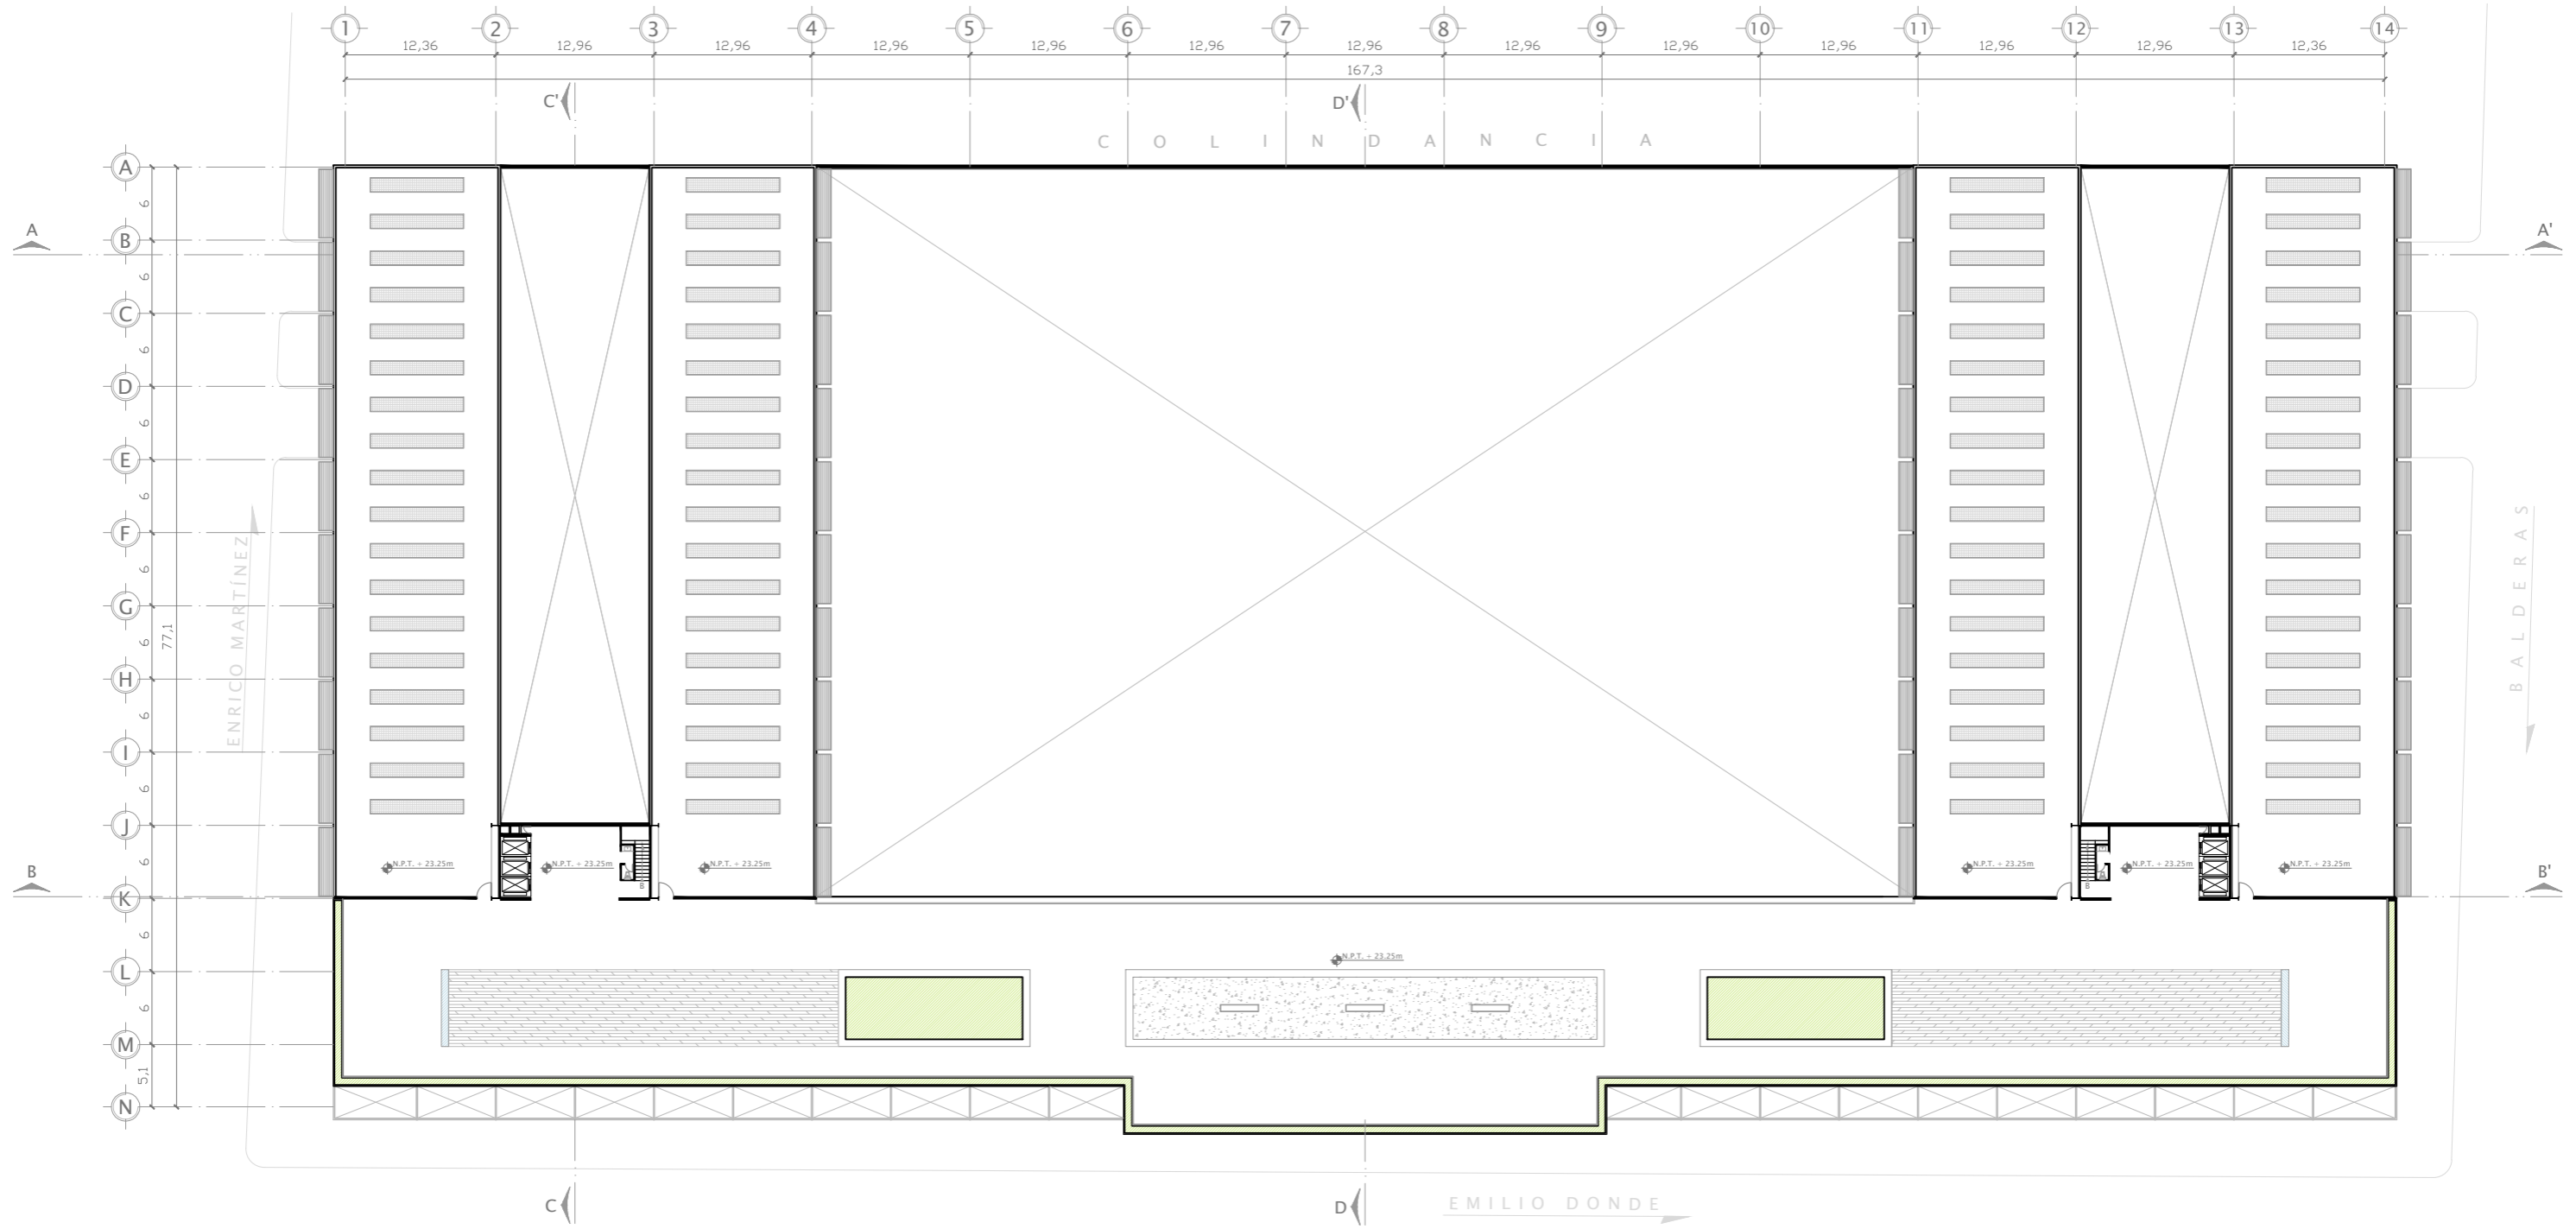 1 2 3 4 5 6 7 8 9 10 11 12 13 14
12,36 12,96 12,96 12,96 12,96 12,96 12,96 12,96 12,96 12,96 12,96 12,96 12,36
167,3
C' D'
C O L I N D A N C I A
A
B
C
D
E
F
G
H
I
J
K
L
M
N
6
6
6
6
6
6
6
6
6
6
6
6
5,1
77,1
A A'
B B'
ENRICO MARTÍNEZ
B A L D E R A S
N.P.T. + 23.25m
N.P.T. + 23.25m
N.P.T. + 23.25m
N.P.T. + 23.25m
N.P.T. + 23.25m
N.P.T. + 23.25m
B
B
N.P.T. + 23.25m
C D
EMILIO DONDE